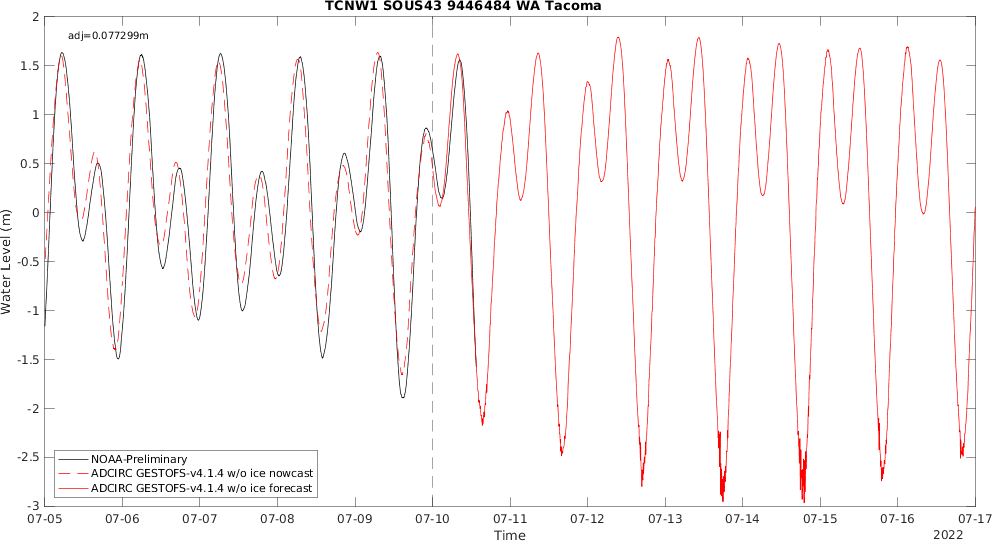 TCNW1 SOUS43 9446484 WA Tacoma
adj=0.077299m
2
1.5
1
0.5
0
-0.5
-1
-1.5
-2
-2.5
-3
Water Level (m)
NOAA-Preliminary
ADCIRC GESTOFS-v4.1.4 w/o ice nowcast
ADCIRC GESTOFS-v4.1.4 w/o ice forecast
07-05 07-06 07-07 07-08 07-09 07-10 07-11 07-12 07-13 07-14 07-15 07-16 07-17
Time
2022